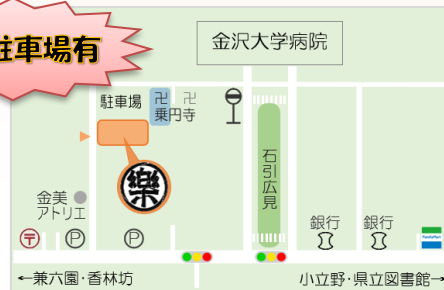 駐車場有
金沢大学病院
駐車場
卍 卍
乗円寺
樂
石引広見
金美
アトリエ
〒
P
P
銀行
銀行
FamilyMart
←兼六園・香林坊
小立野・県立図書館→